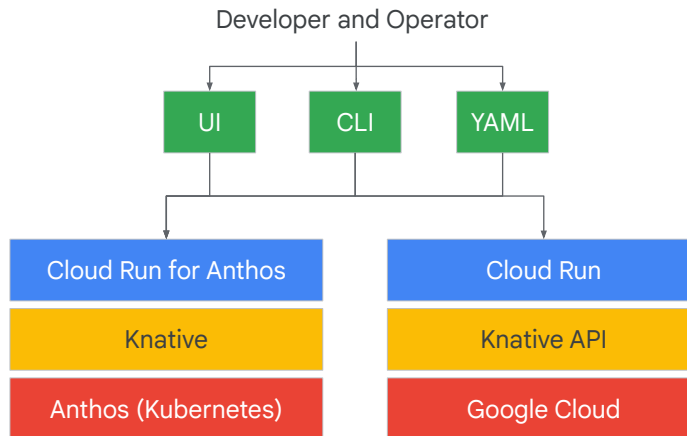 Developer and Operator
UI
CLI
YAML
Cloud Run for Anthos
Cloud Run
Knative
Knative API
Anthos (Kubernetes)
Google Cloud